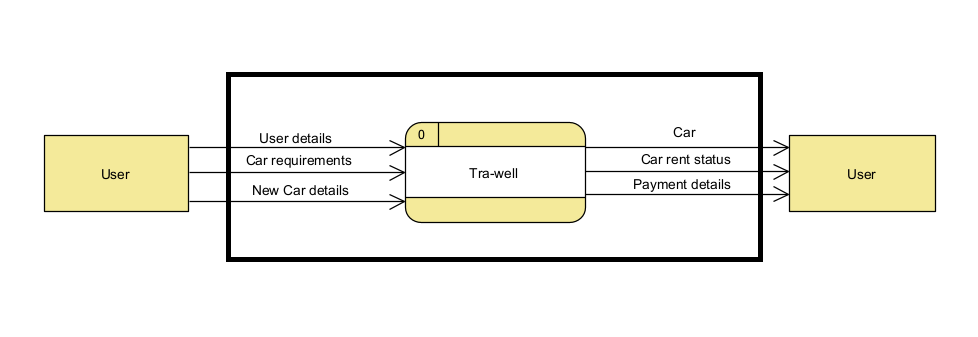 User
User details
Car requirements
New Car details
0
Tra-well
Car
Car rent status
Payment details
User